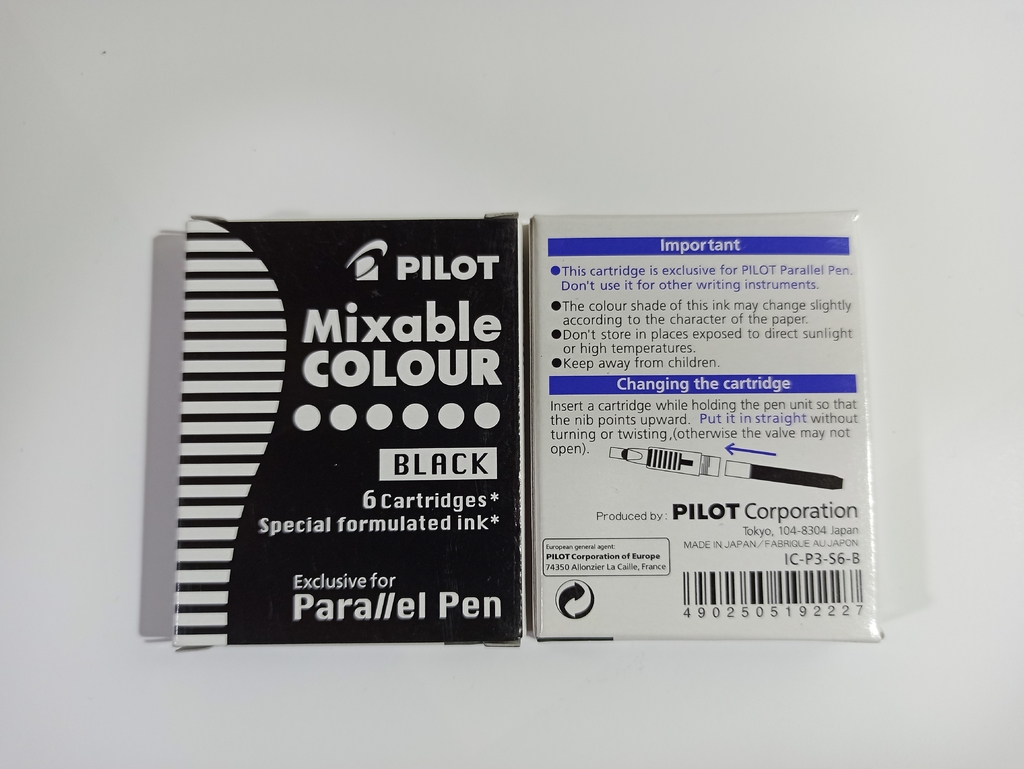 PILOT
Mixable
COLOUR
BLACK
6 Cartridges*
Special formulated ink*
Exclusive for
Parallel Pen
Important
●This cartridge is exclusive for PILOT Parallel Pen.
Don't use it for other writing instruments.
●The colour shade of this ink may change slightly
according to the character of the paper.
●Don't store in places exposed to direct sunlight
or high temperatures.
●Keep away from children.
Changing the cartridge
Insert a cartridge while holding the pen unit so that
the nib points upward. Put it in straight without
turning or twisting,(otherwise the valve may not
open).
Produced by: PILOT Corporation
Tokyo, 104-8304 Japan
MADE IN JAPAN/FABRIQUE AU JAPON
IC-P3-S6-B
European general agent:
PILOT Corporation of Europe
74350 Allonzier La Caille, France
4902505192227